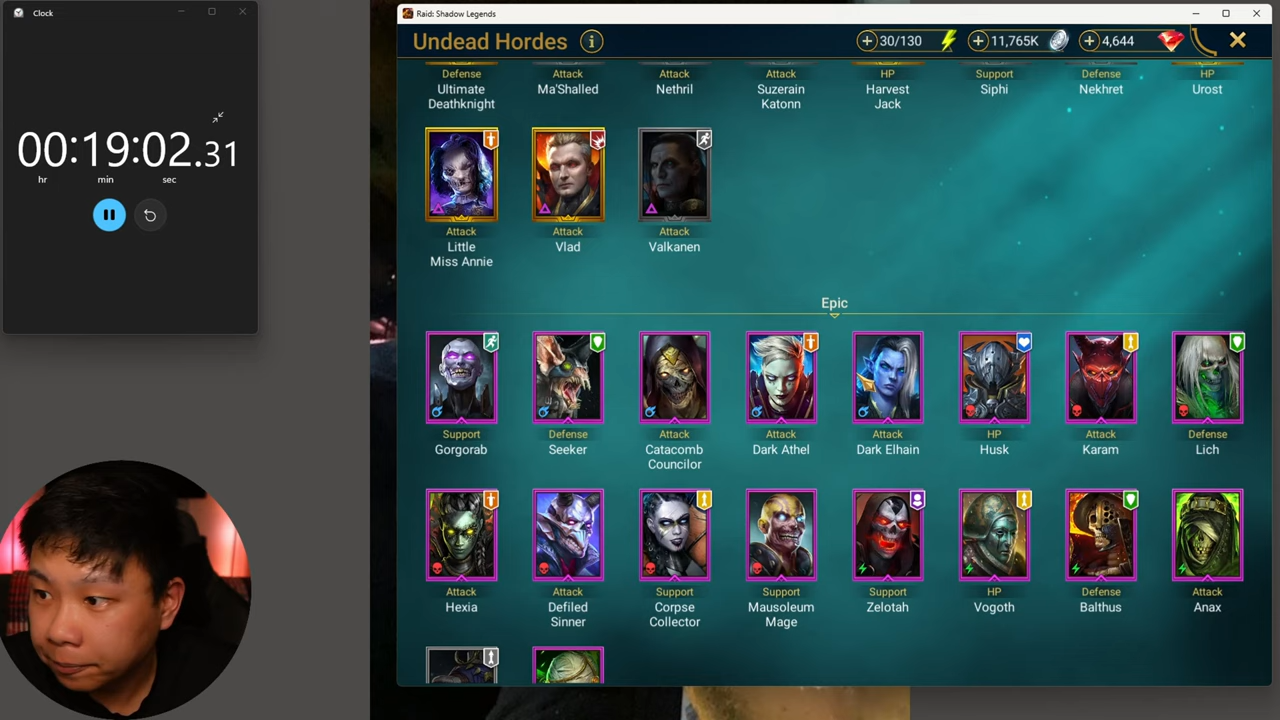 Clock
00:19:02.31
hr min sec
Raid: Shadow Legends
Undead Hordes
30/130
11,765K
4,644
Defense
Ultimate
Deathknight
Attack
Ma'Shalled
Attack
Nethril
Attack
Suzerain
Katonn
HP
Harvest
Jack
Support
Siphi
Defense
Nekhret
HP
Urost
Attack
Little
Miss Annie
Attack
Vlad
Attack
Valkanen
Epic
Support
Gorgorab
Defense
Seeker
Attack
Catacomb
Councilor
Attack
Dark Athel
Attack
Dark Elhain
HP
Husk
Attack
Karam
Defense
Lich
Attack
Hexia
Attack
Defiled
Sinner
Support
Corpse
Collector
Support
Mausoleum
Mage
Support
Zelotah
HP
Vogoth
Defense
Balthus
Attack
Anax